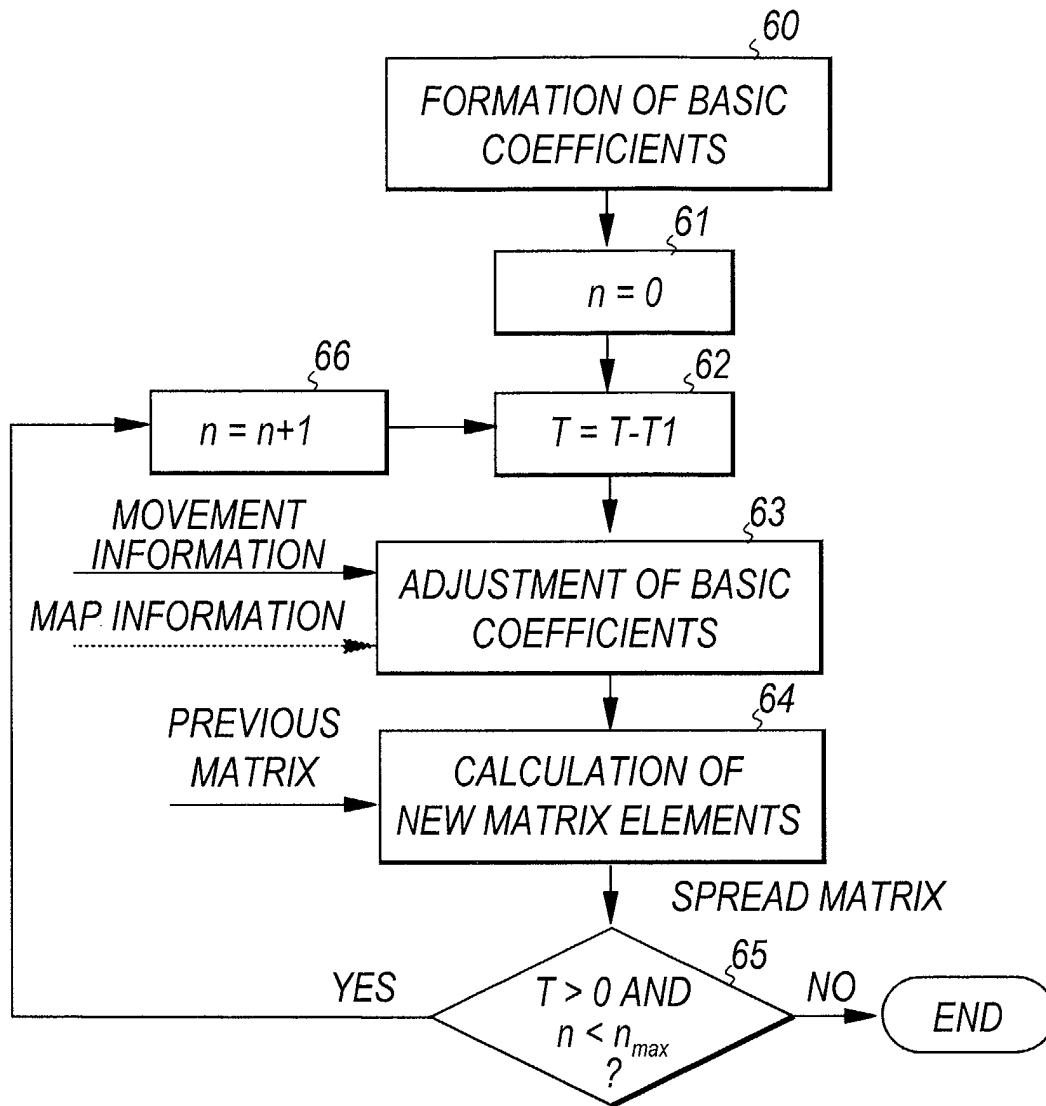 60
FORMATION OF BASIC
COEFFICIENTS
61
n = 0
66
62
n = n+1
T = T-T1
MOVEMENT
INFORMATION
63
MAP INFORMATION
ADJUSTMENT OF BASIC
COEFFICIENTS
64
PREVIOUS
MATRIX
CALCULATION OF
NEW MATRIX ELEMENTS
SPREAD MATRIX
65
YES
T > 0 AND
n < nmax
?
NO
END